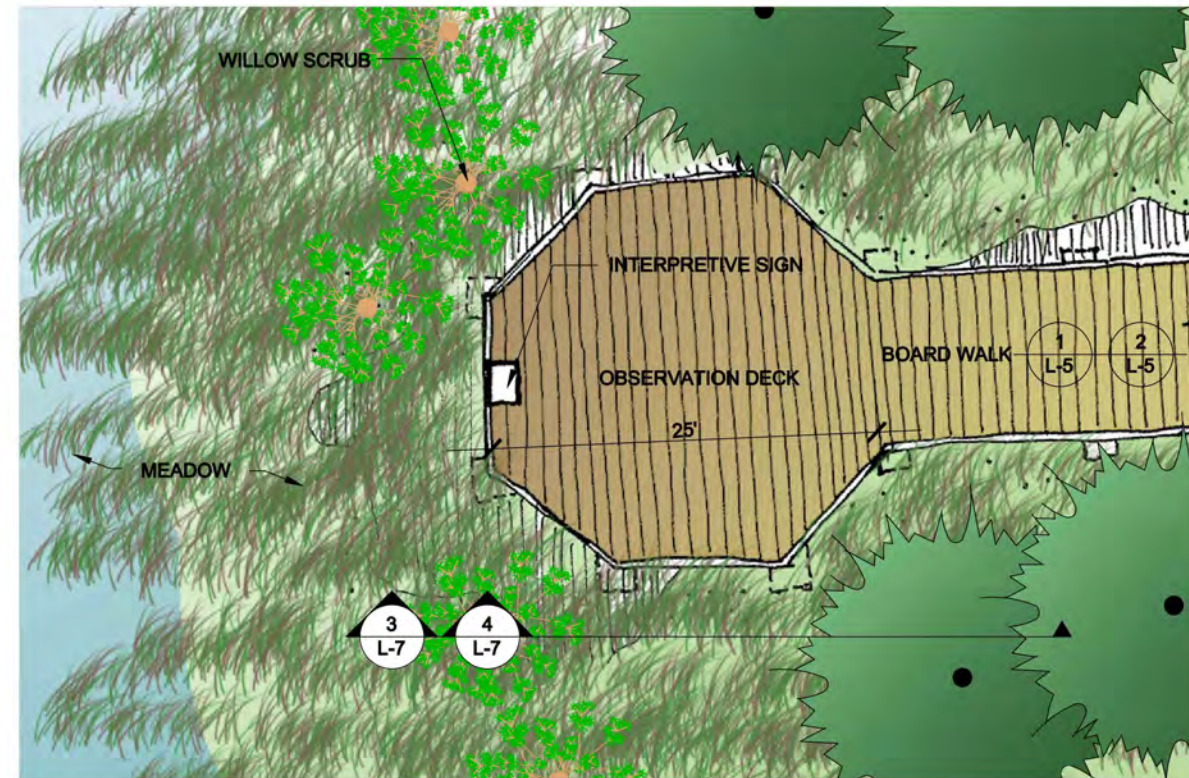 WILLOW SCRUB
INTERPRETIVE SIGN
BOARD WALK
1
L-5
2
L-5
OBSERVATION DECK
25'
MEADOW
3
L-7
4
L-7